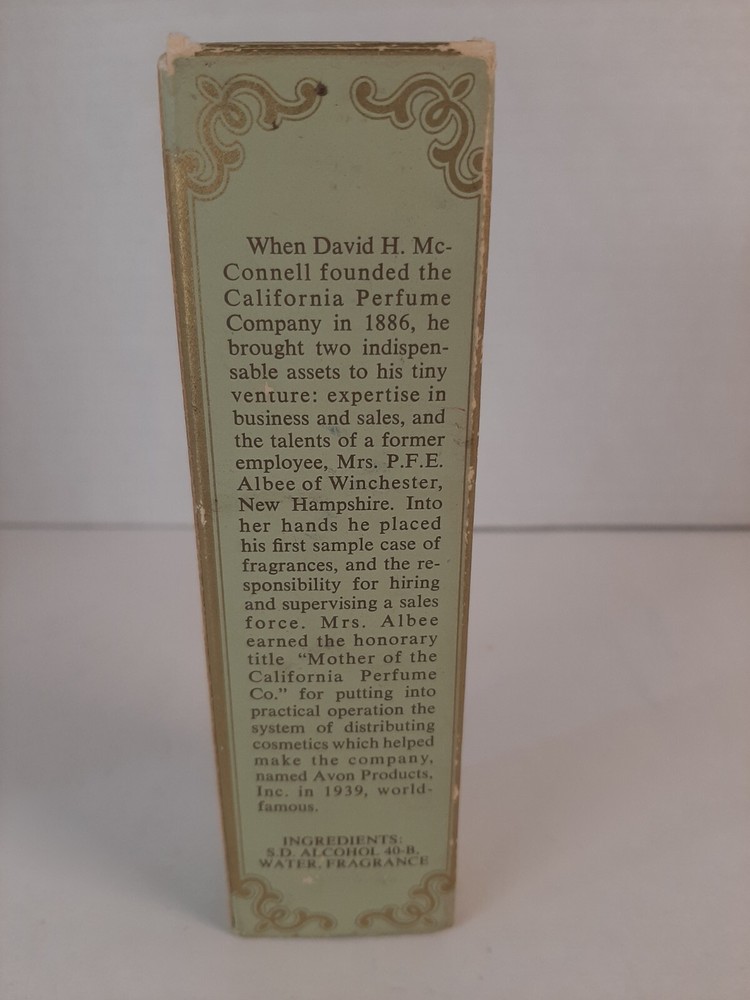 When David H. Mc-
Connell founded the
California Perfume
Company in 1886, he
brought two indispen-
sable assets to his tiny
venture: expertise in
business and sales, and
the talents of a former
employee, Mrs. P.F.E.
Albee of Winchester,
New Hampshire. Into
her hands he placed
his first sample case of
fragrances, and the re-
sponsibility for hiring
and supervising a sales
force. Mrs. Albee
earned the honorary
title “Mother of the
California Perfume
Co.” for putting into
practical operation the
system of distributing
cosmetics which helped
make the company,
named Avon Products,
Inc. in 1939, world-
famous.
INGREDIENTS:
S.D. ALCOHOL 40-B,
WATER, FRAGRANCE